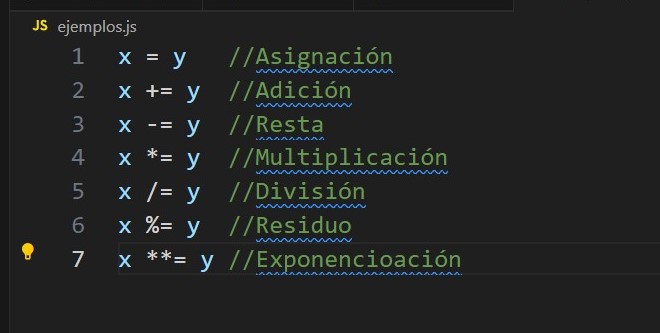 JS ejemplos.js
1 x = y //Asignación
2 x += y //Adición
3 x -= y //Resta
4 x *= y //Multiplicación
5 x /= y //División
6 x %= y //Residuo
7 x **= y //Exponencioación